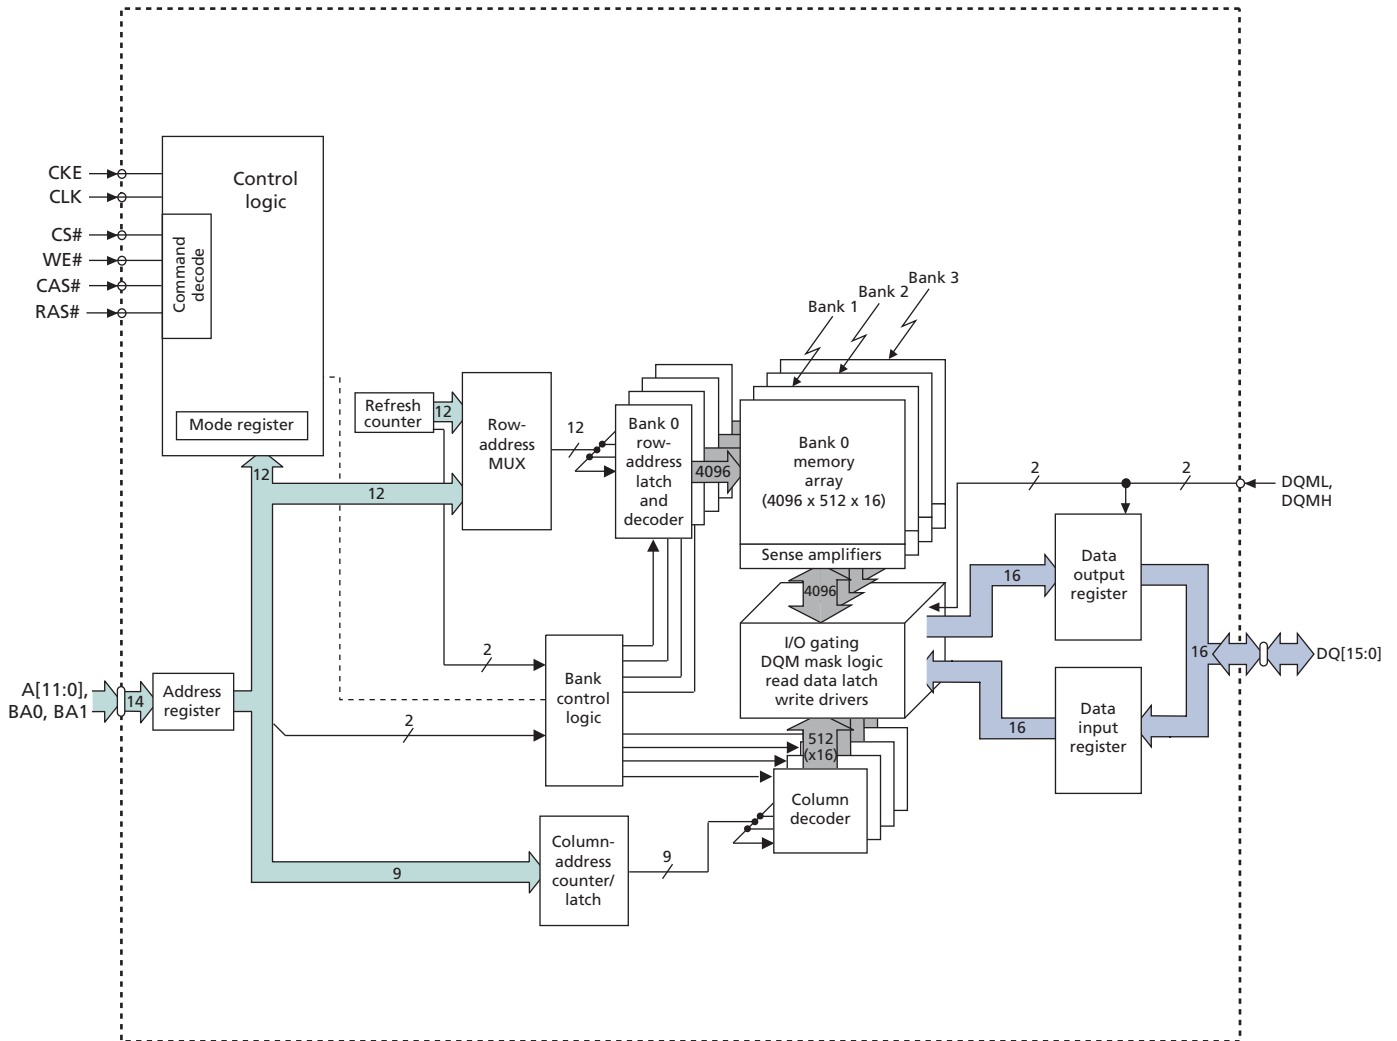 CKE
CLK
CS#
WE#
CAS#
RAS#
Control
logic
Command
decode
Mode register
Bank 3
Bank 2
Bank 1
Refresh
counter
12
Row-
address
MUX
12
Bank 0
row-
address
latch
and
decoder
4096
Bank 0
memory
array
(4096 x 512 x 16)
Sense amplifiers
12
12
2
2
DQML,
DQMH
4096
16
Data
output
register
I/O gating
DQM mask logic
read data latch
write drivers
2
Bank
control
logic
16
DQ[15:0]
A[11:0],
BA0, BA1
14
Address
register
2
16
Data
input
register
512
(x16)
Column
decoder
Column-
address
counter/
latch
9
9